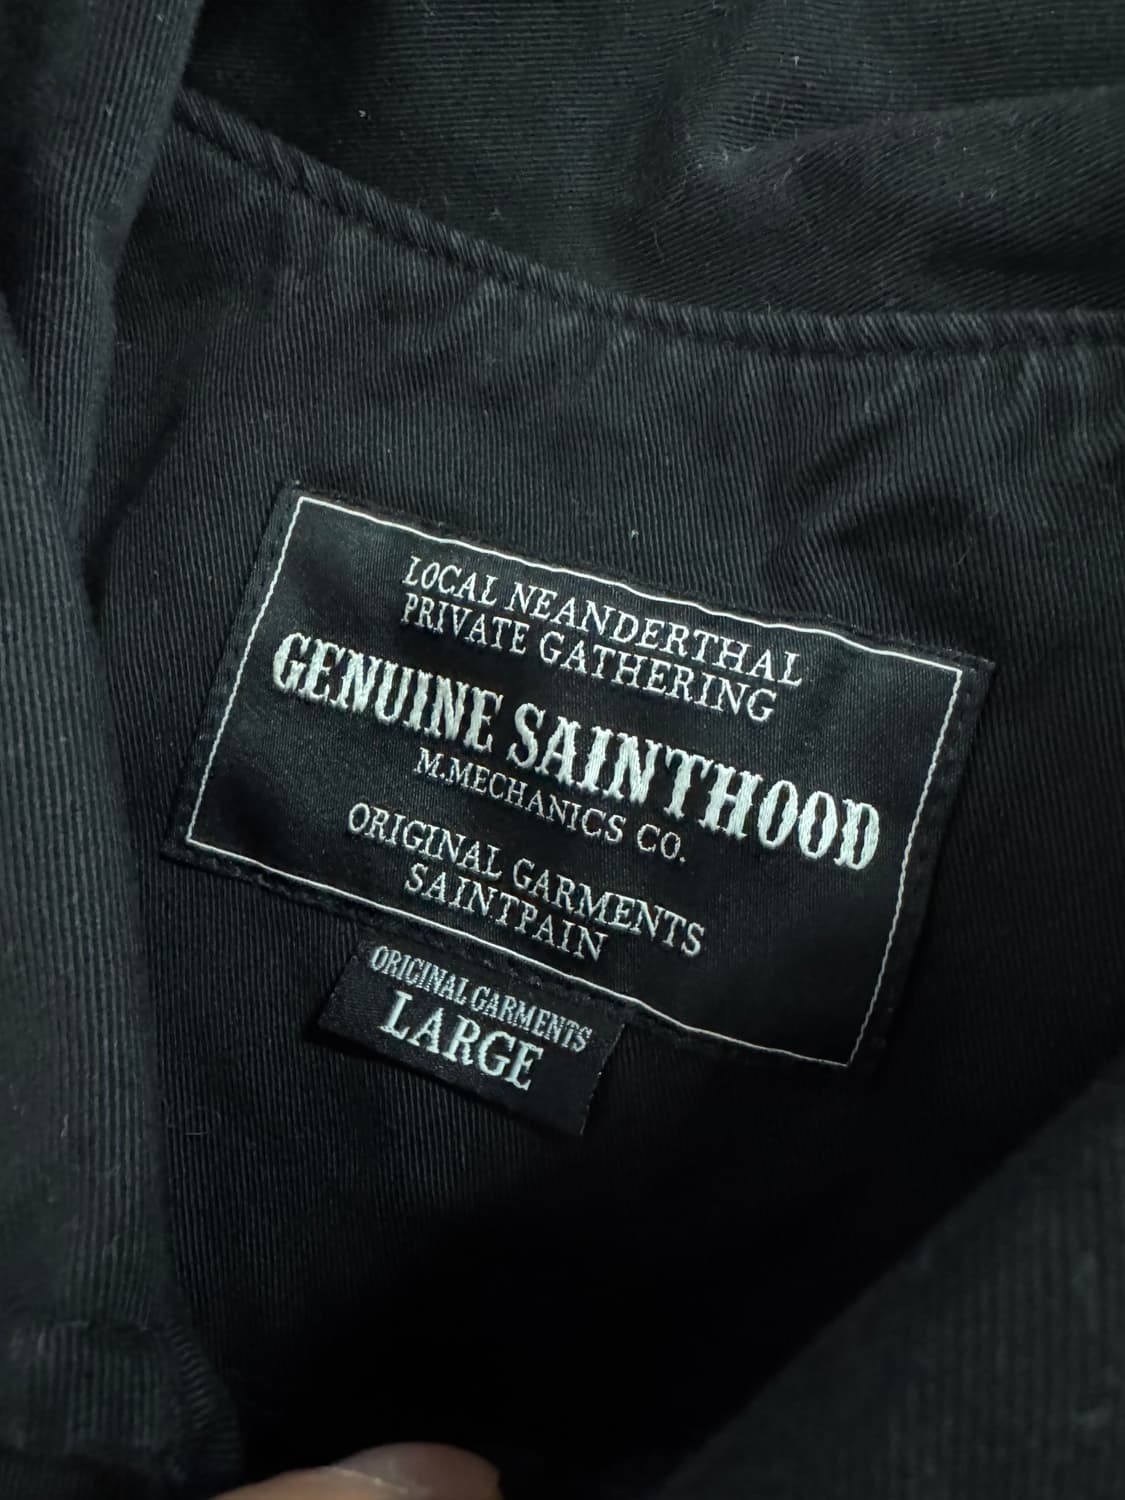 LOCAL NEANDERTHAL
PRIVATE GATHERING
GENUINE SAINTHOOD
M.MECHANICS CO.
ORIGINAL GARMENTS
SAINTPAIN
ORIGINAL GARMENTS
LARGE